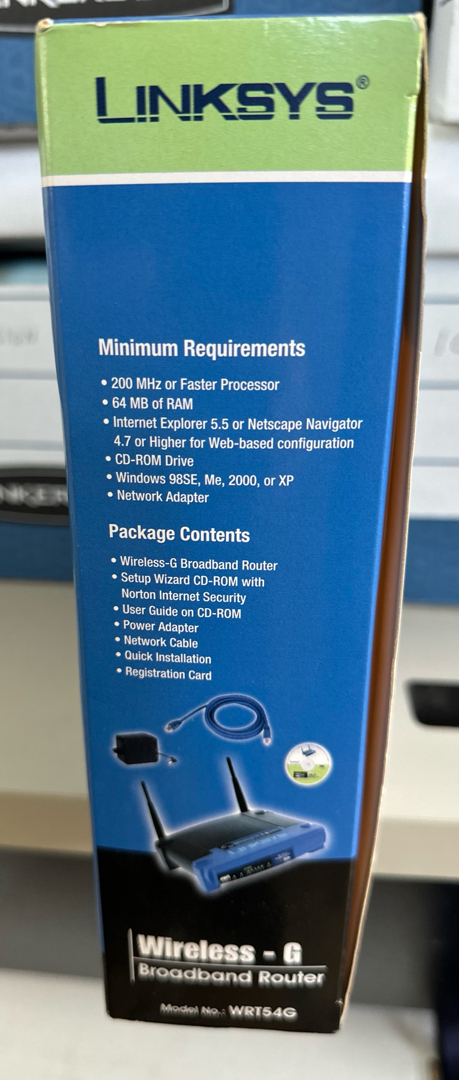 LINKSYS®
Minimum Requirements
• 200 MHz or Faster Processor
• 64 MB of RAM
• Internet Explorer 5.5 or Netscape Navigator
4.7 or Higher for Web-based configuration
• CD-ROM Drive
• Windows 98SE, Me, 2000, or XP
• Network Adapter
Package Contents
• Wireless-G Broadband Router
• Setup Wizard CD-ROM with
Norton Internet Security
• User Guide on CD-ROM
• Power Adapter
• Network Cable
• Quick Installation
• Registration Card
Wireless - G
Broadband Router
Model No.: WRT54G